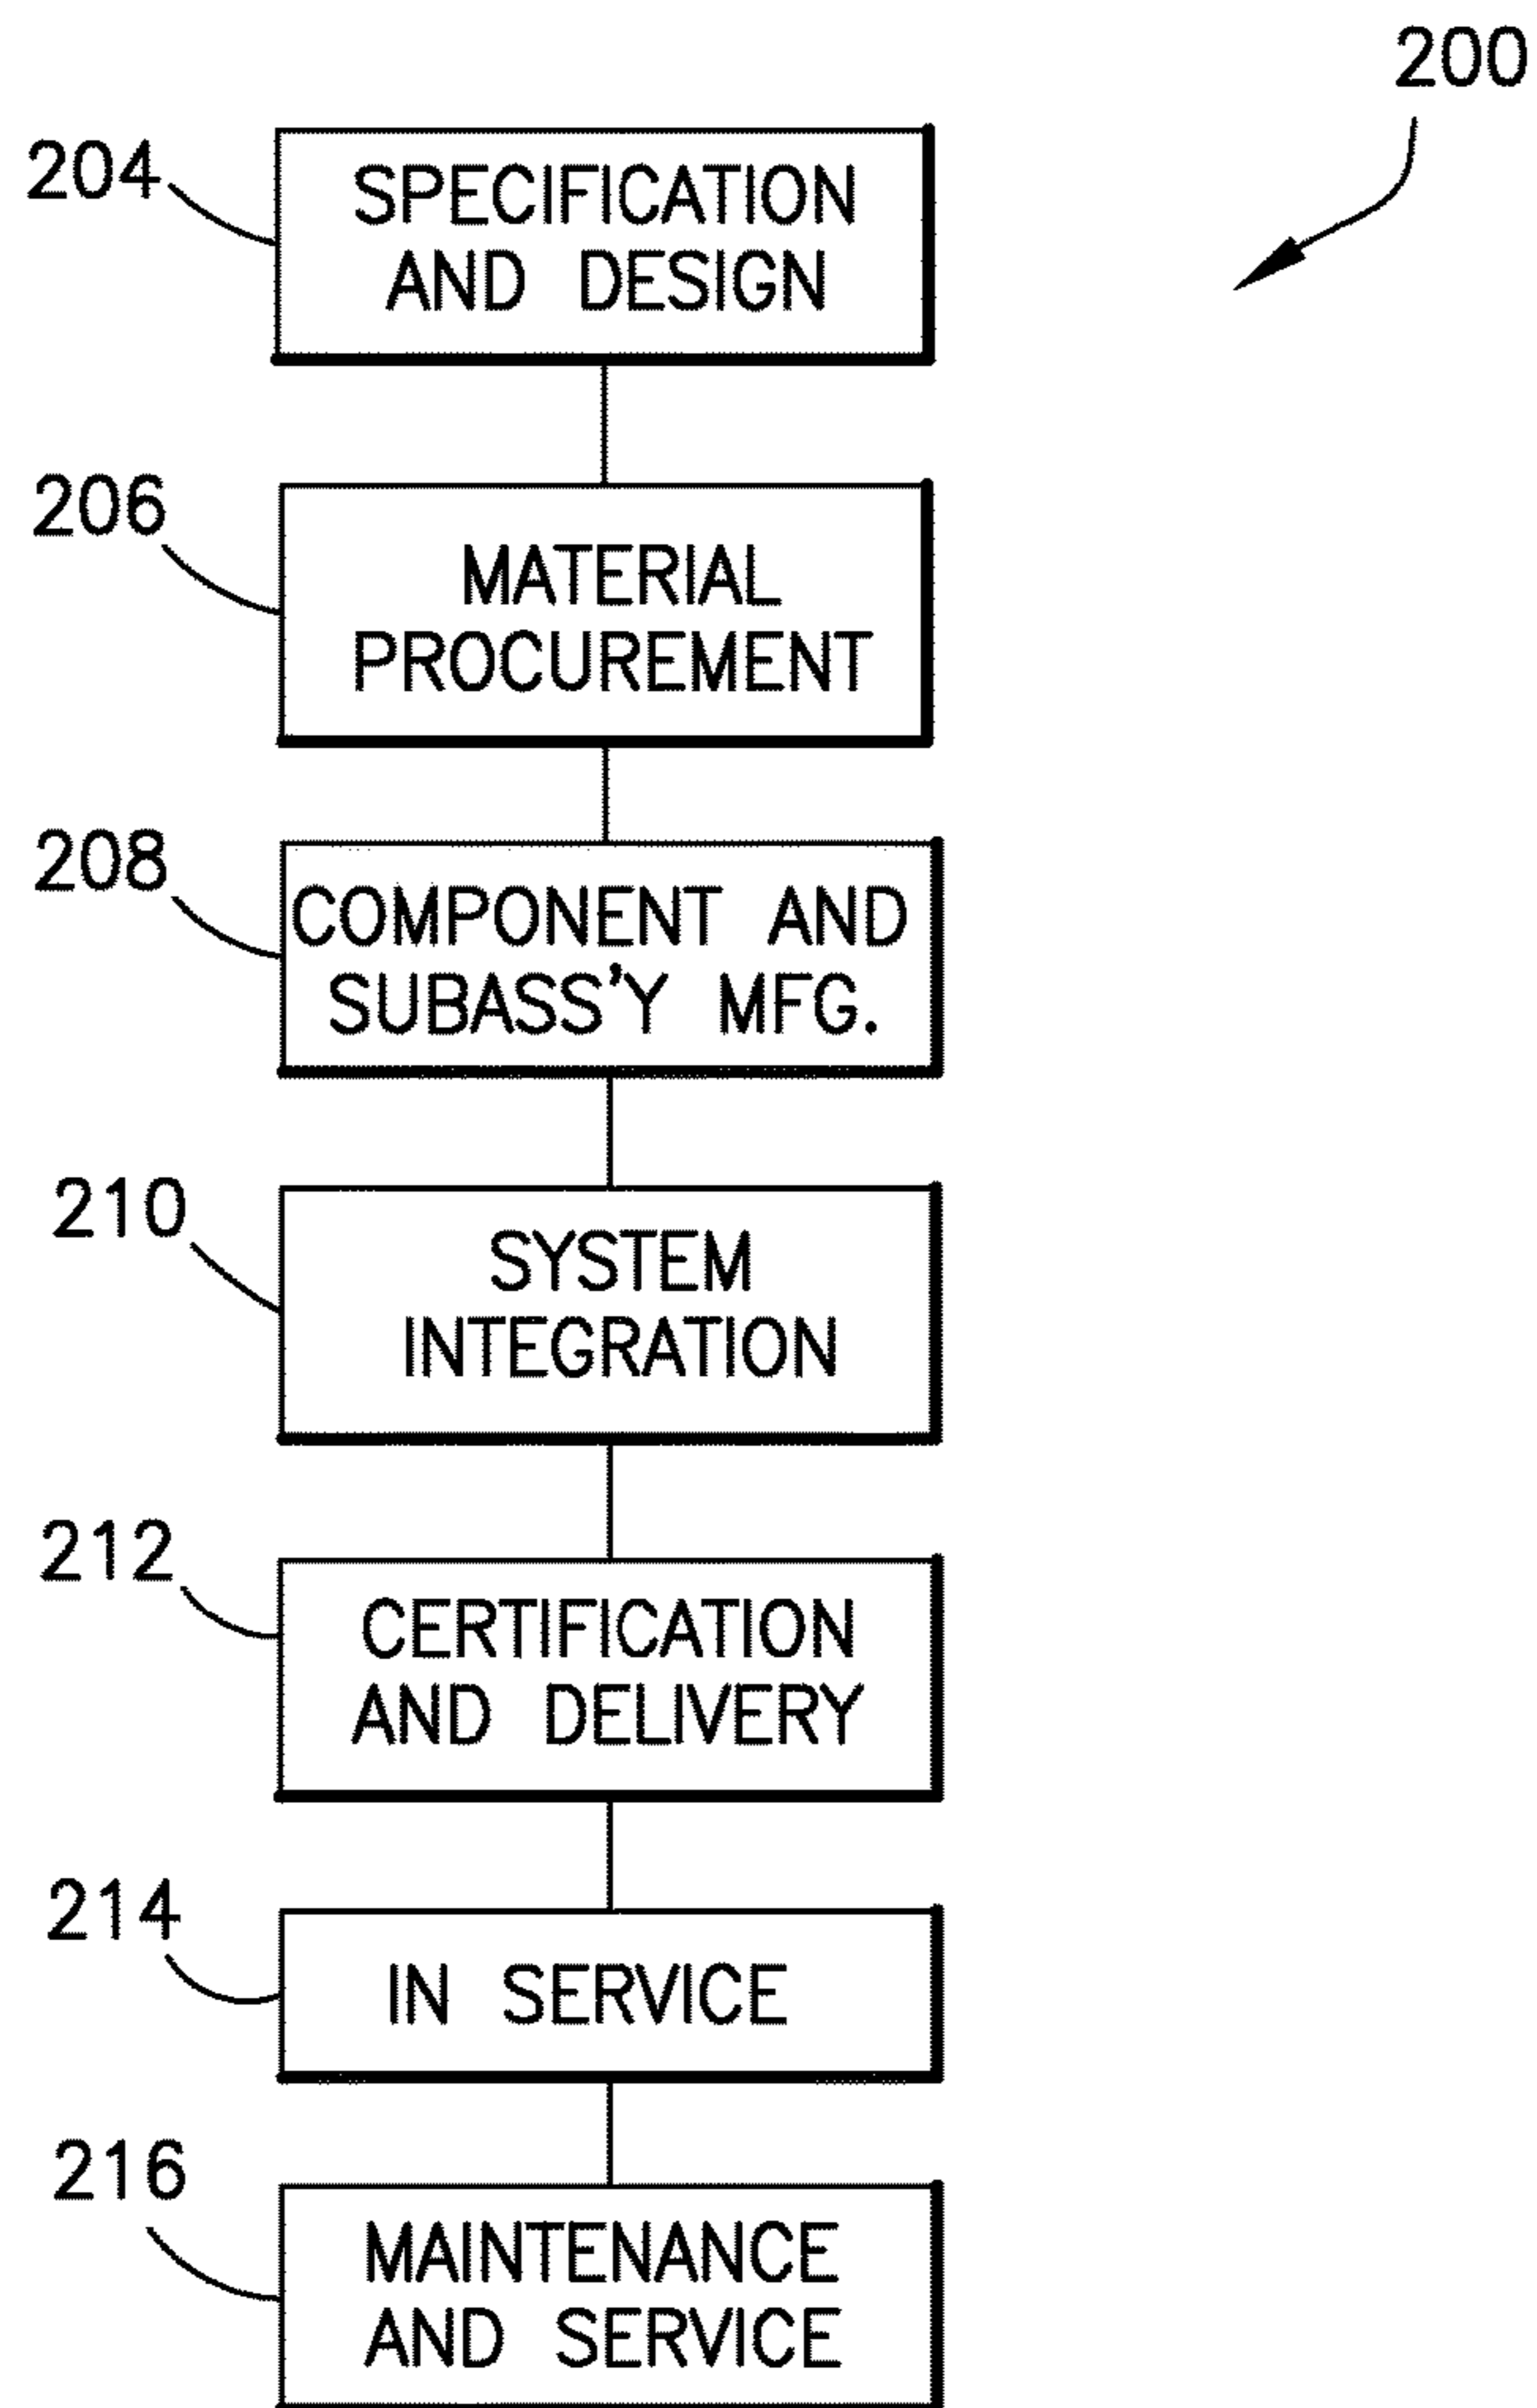 200
204
SPECIFICATION
AND DESIGN
206
MATERIAL
PROCUREMENT
208
COMPONENT AND
SUBASS'Y MFG.
210
SYSTEM
INTEGRATION
212
CERTIFICATION
AND DELIVERY
214
IN SERVICE
216
MAINTENANCE
AND SERVICE